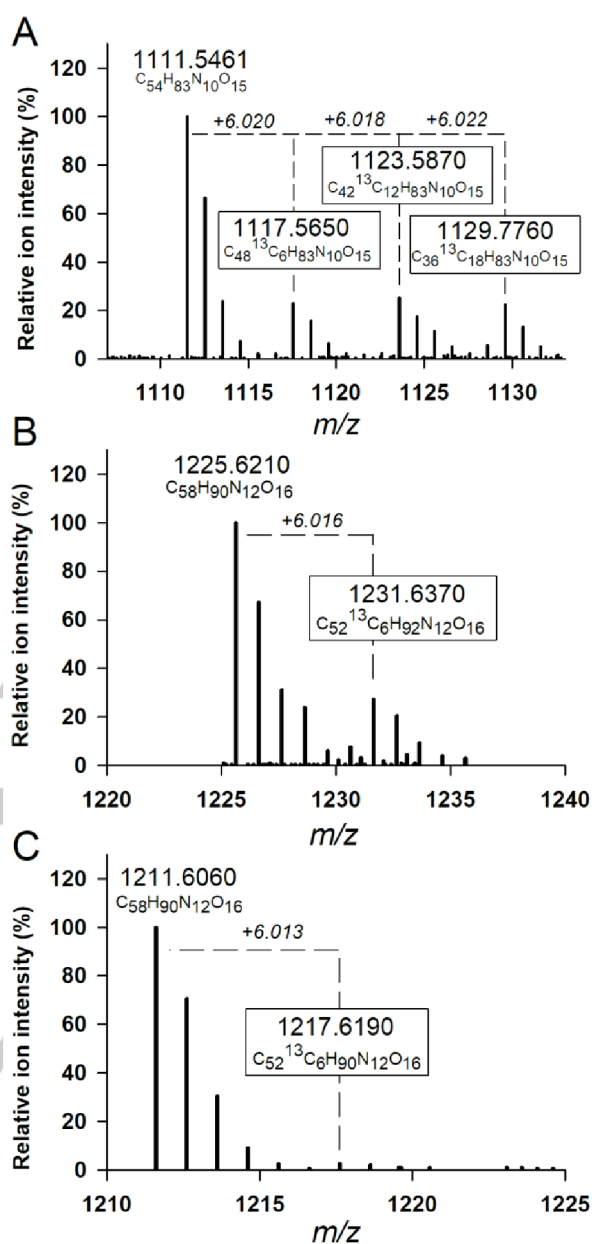 A
1111.5461
C54H83N10O15
+6.020
+6.018
+6.022
1123.5870
C42 13C12H83N10O15
1117.5650
C48 13C6H83N10O15
1129.7760
C36 13C18H83N10O15
Relative ion intensity (%)
120
100
80
60
40
20
0
1110
1115
1120
1125
1130
m/z
B
1225.6210
C58H90N12O16
+6.016
1231.6370
C52 13C6H92N12O16
Relative ion intensity (%)
120
100
80
60
40
20
0
1220
1225
1230
1235
1240
m/z
C
1211.6060
C58H90N12O16
+6.013
1217.6190
C52 13C6H90N12O16
Relative ion intensity (%)
120
100
80
60
40
20
0
1210
1215
1220
1225
m/z